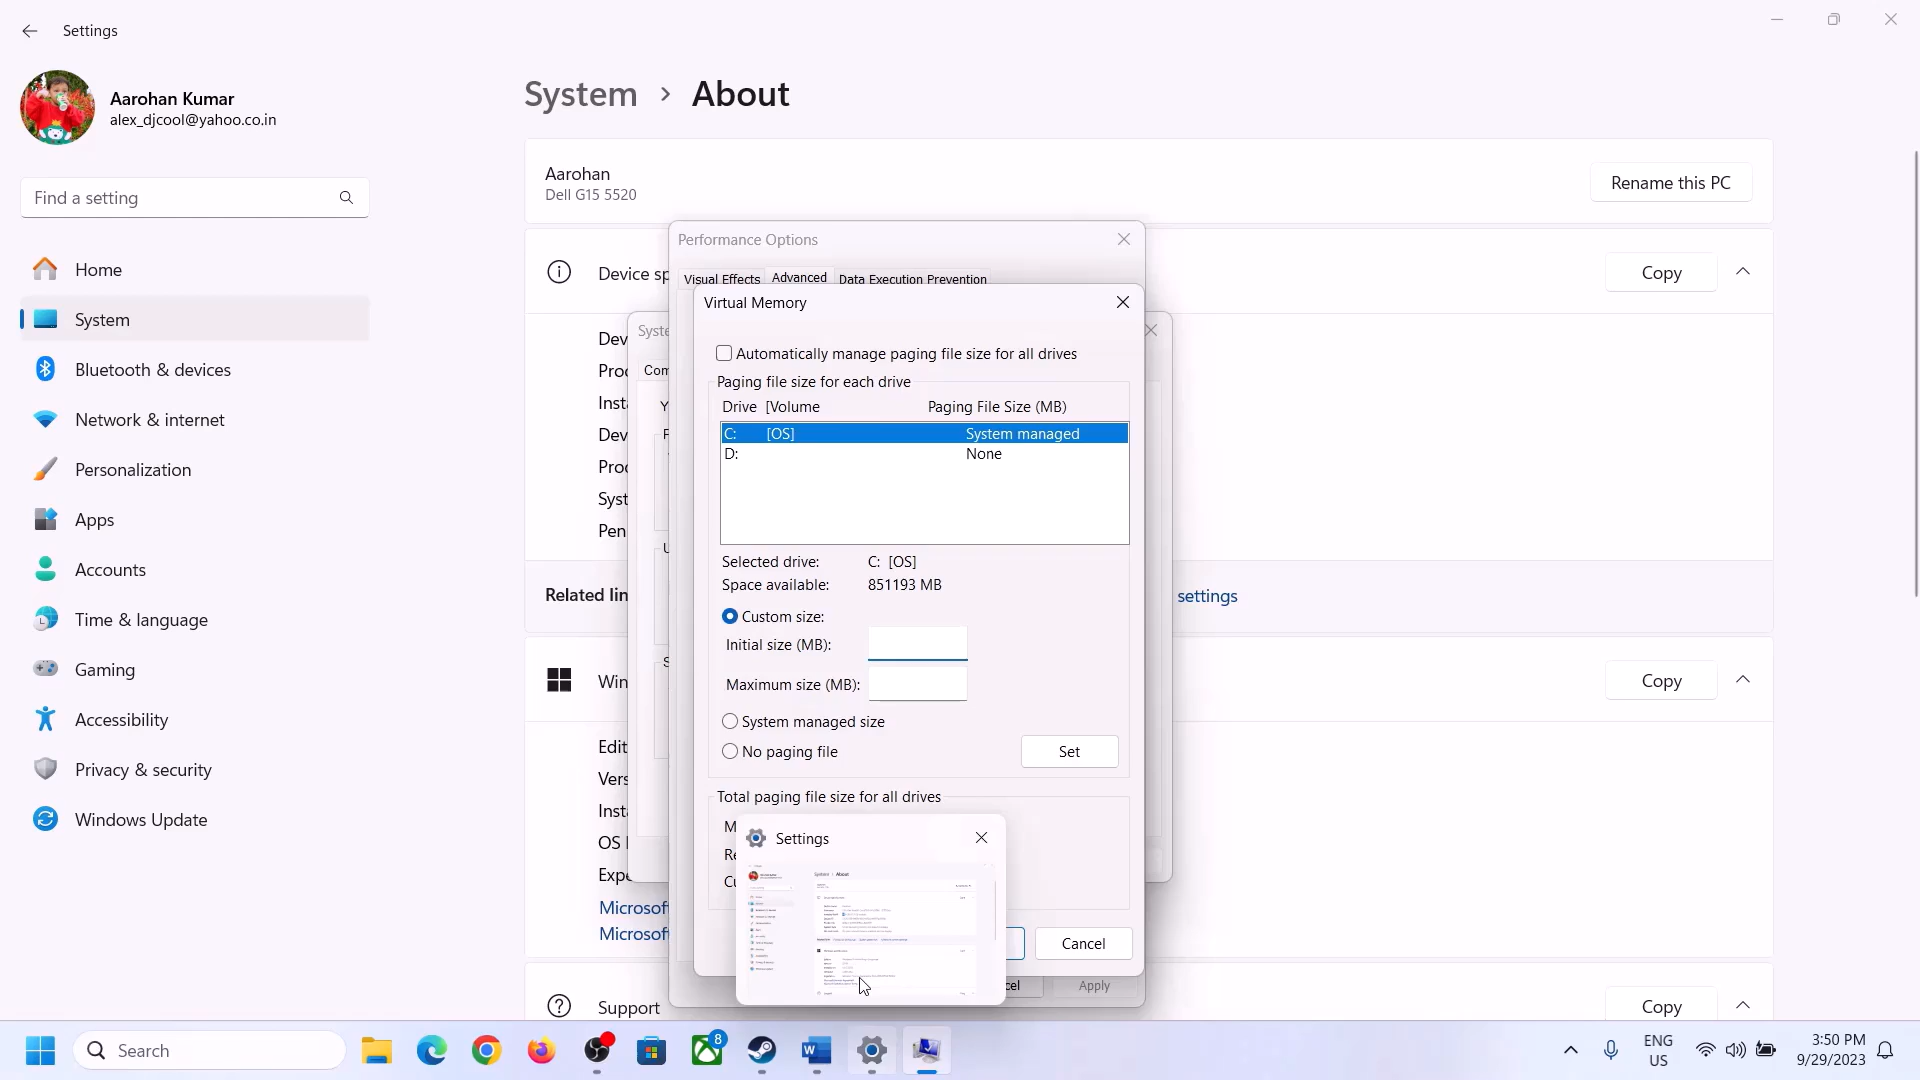 Settings
Aarohan Kumar
alex_djcool@yahoo.co.in
Find a setting
Home
System
Bluetooth & devices
Network & internet
Personalization
Apps
Accounts
Time & language
Gaming
Accessibility
Privacy & security
Windows Update
System > About
Aarohan
Dell G15 5520
Rename this PC
Device sp
Copy
Dev
Proc
Insta
Dev
Proc
Syst
Pen
Related lin
settings
Win
Copy
Edit
Vers
Insta
OS
Expe
Microsof
Microsof
Support
Copy
Syste
Com
Performance Options
Visual Effects
Advanced
Data Execution Prevention
Apply
Virtual Memory
Automatically manage paging file size for all drives
Paging file size for each drive
Drive [Volume Paging File Size (MB)
C: [OS] System managed
D: None
Selected drive: C: [OS]
Space available: 851193 MB
Custom size:
Initial size (MB):
Maximum size (MB):
System managed size
No paging file
Set
Total paging file size for all drives
Cancel
Settings
Search
8
ENG
US
3:50 PM
9/29/2023